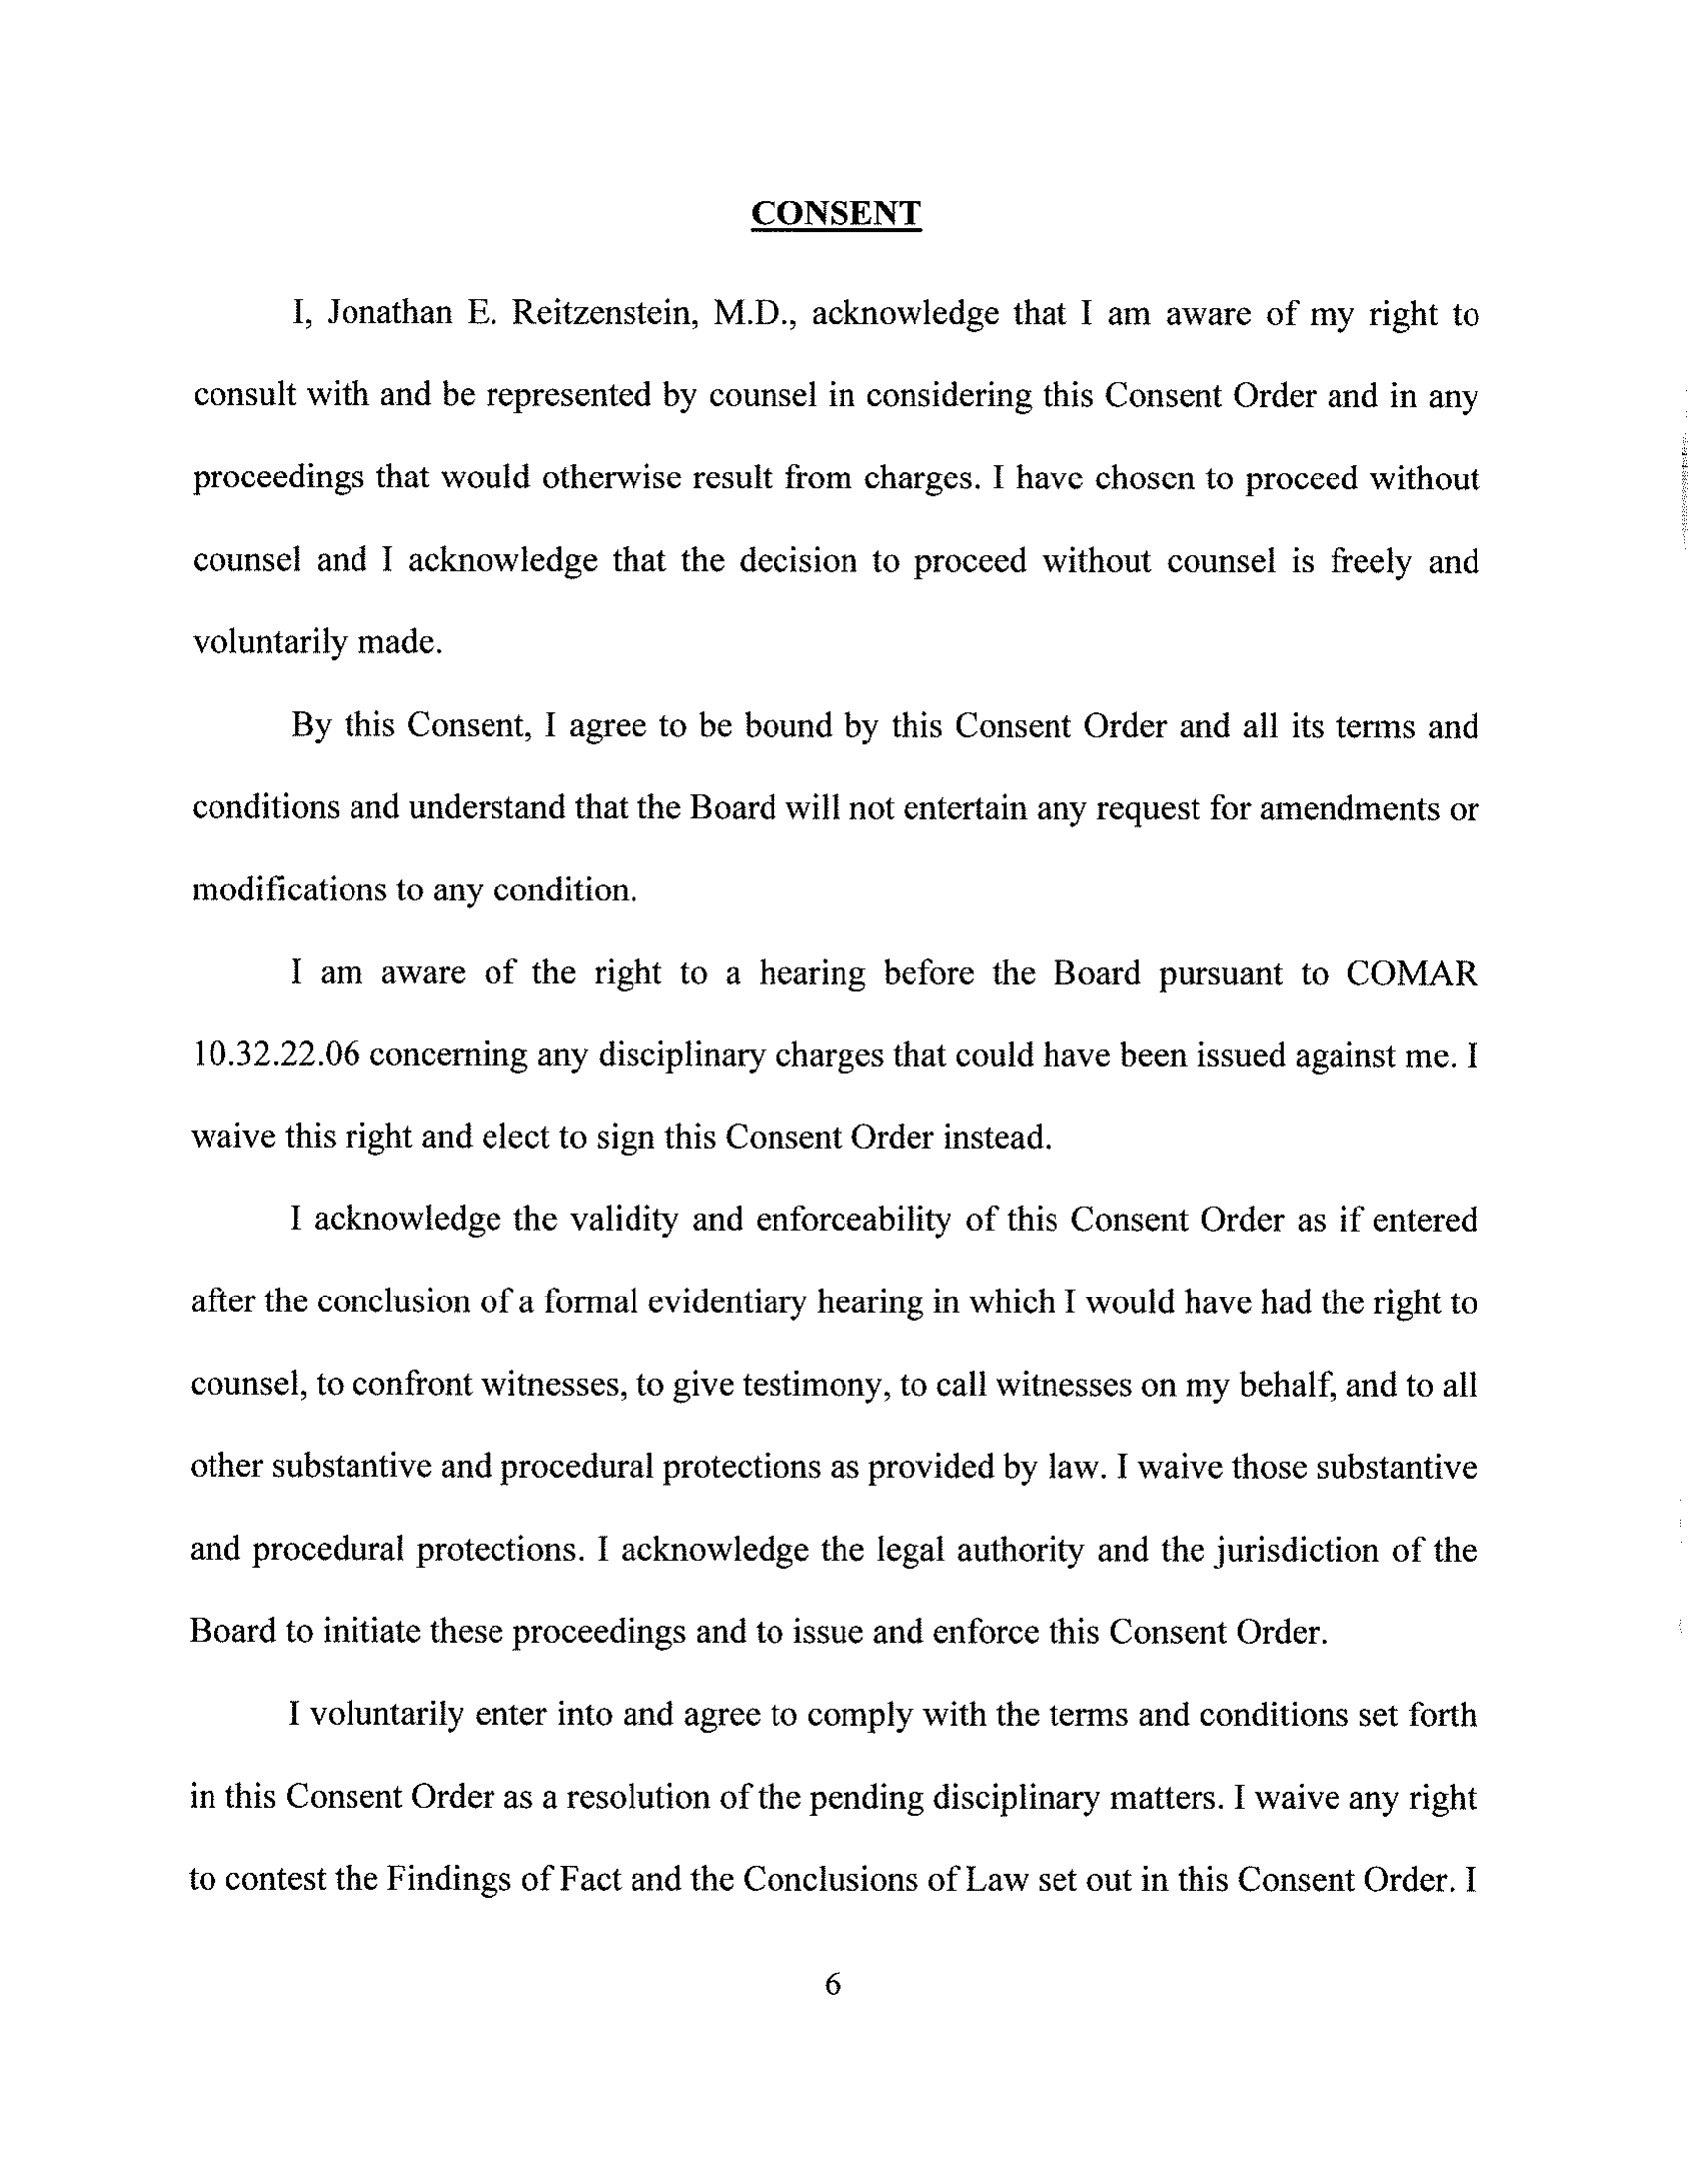 CONSENT
I, Jonathan E. Reitzenstein, M.D., acknowledge that I am aware of my right to
consult with and be represented by counsel in considering this Consent Order and in any
proceedings that would otherwise result from charges. I have chosen to proceed without
counsel and I acknowledge that the decision to proceed without counsel is freely and
voluntarily made.
By this Consent, I agree to be bound by this Consent Order and all its terms and
conditions and understand that the Board will not entertain any request for amendments or
modifications to any condition.
I am aware of the right to a hearing before the Board pursuant to COMAR
10.32.22.06 concerning any disciplinary charges that could have been issued against me. I
waive this right and elect to sign this Consent Order instead.
I acknowledge the validity and enforceability of this Consent Order as if entered
after the conclusion of a formal evidentiary hearing in which I would have had the right to
counsel, to confront witnesses, to give testimony, to call witnesses on my behalf, and to all
other substantive and procedural protections as provided by law. I waive those substantive
and procedural protections. I acknowledge the legal authority and the jurisdiction of the
Board to initiate these proceedings and to issue and enforce this Consent Order.
I voluntarily enter into and agree to comply with the terms and conditions set forth
in this Consent Order as a resolution of the pending disciplinary matters. I waive any right
to contest the Findings of Fact and the Conclusions of Law set out in this Consent Order. I
6